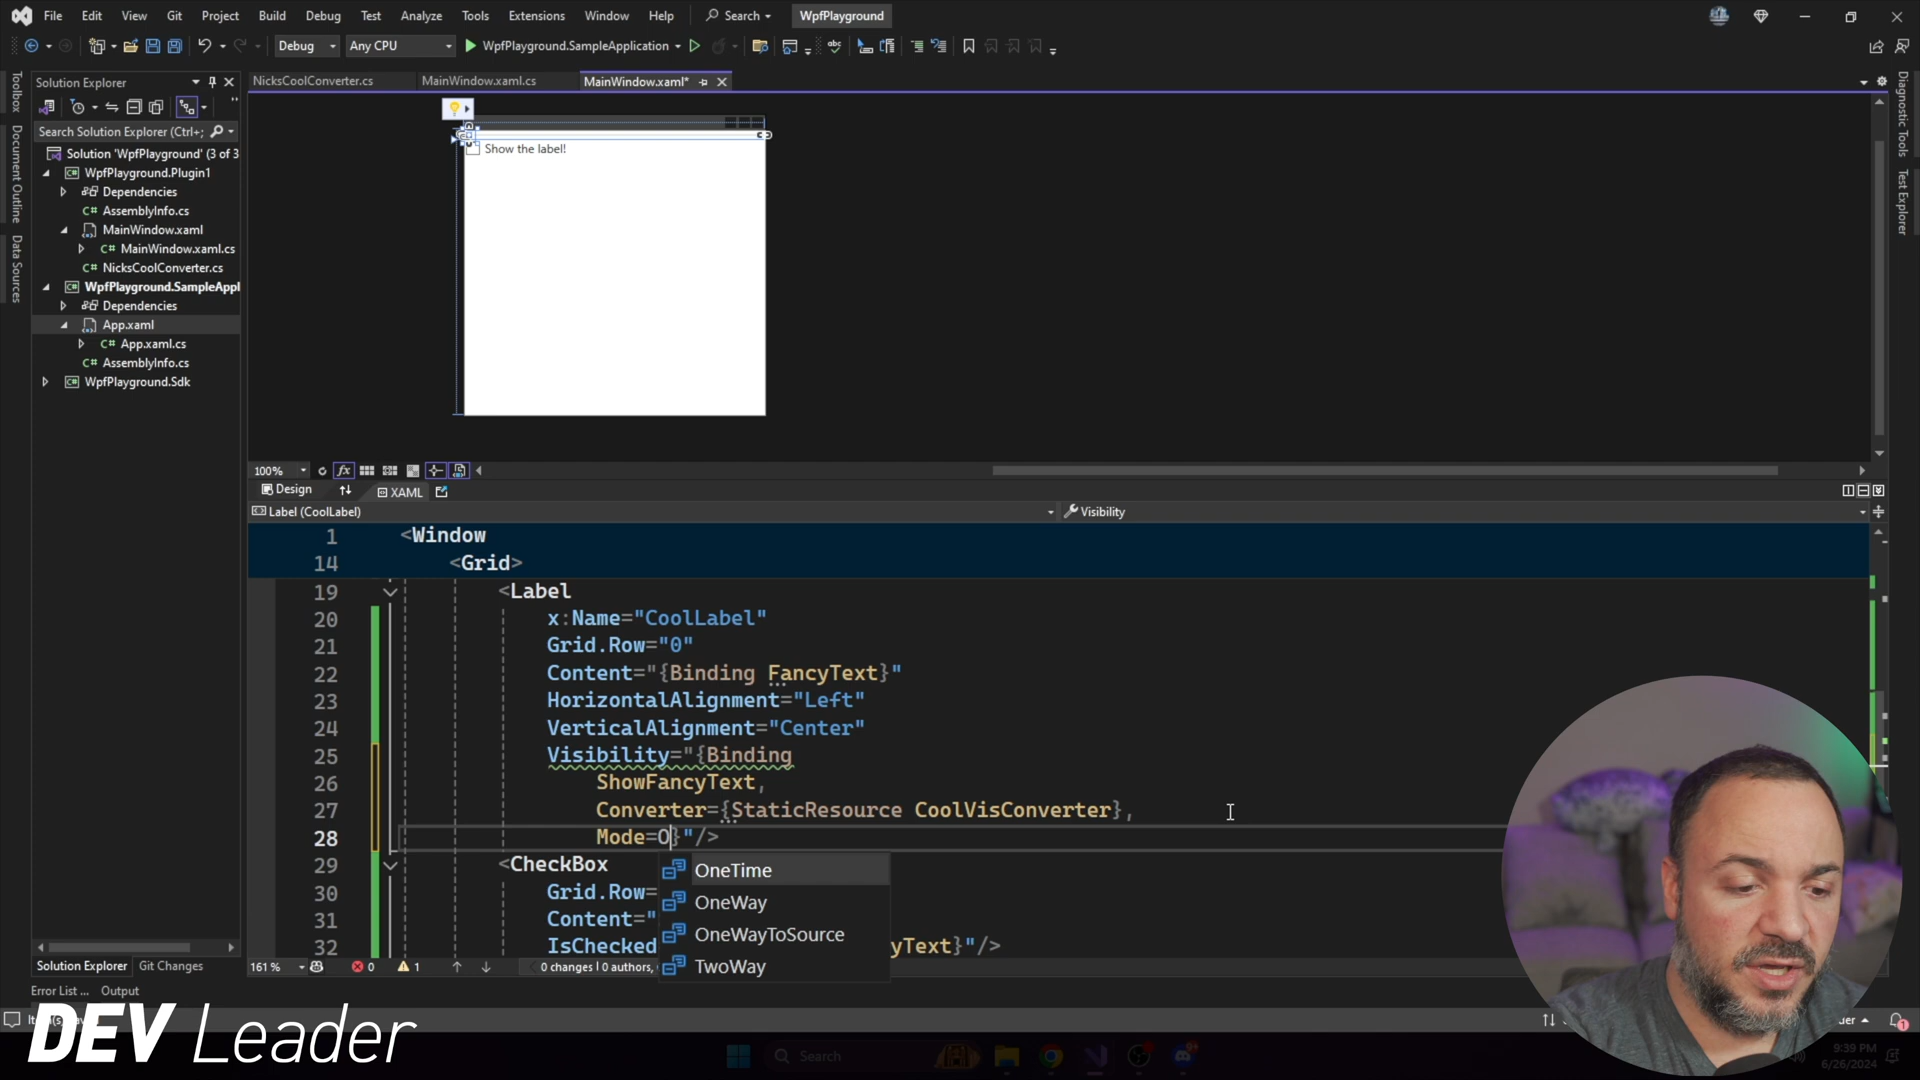 File Edit View Git Project Build Debug Test Analyze Tools Extensions Window Help Search WpfPlayground
Debug Any CPU WpfPlayground.SampleApplication
Toolbox
Document Outline
Data Sources
Solution Explorer
Search Solution Explorer (Ctrl+;
Solution 'WpfPlayground' (3 of 3
WpfPlayground.Plugin1
Dependencies
AssemblyInfo.cs
MainWindow.xaml
MainWindow.xaml.cs
NicksCoolConverter.cs
WpfPlayground.SampleAppl
Dependencies
App.xaml
App.xaml.cs
AssemblyInfo.cs
WpfPlayground.Sdk
Solution Explorer Git Changes
NicksCoolConverter.cs MainWindow.xaml.cs MainWindow.xaml*
Show the label!
100% fx
Design XAML
Label (CoolLabel) Visibility
1 <Window
14 <Grid>
19 <Label
20 x:Name="CoolLabel"
21 Grid.Row="0"
22 Content="{Binding FancyText}"
23 HorizontalAlignment="Left"
24 VerticalAlignment="Center"
25 Visibility="{Binding
26 ShowFancyText,
27 Converter={StaticResource CoolVisConverter},
28 Mode=O}"/>
29 <CheckBox
30 Grid.Row=
31 Content="
32 IsChecked yText}"/>
OneTime
OneWay
OneWayToSource
TwoWay
161% 0 1 0 changes | 0 authors,
Diagnostic Tools
Test Explorer
Error List ... Output
DEV Leader
Search
9:39 PM
6/26/2024